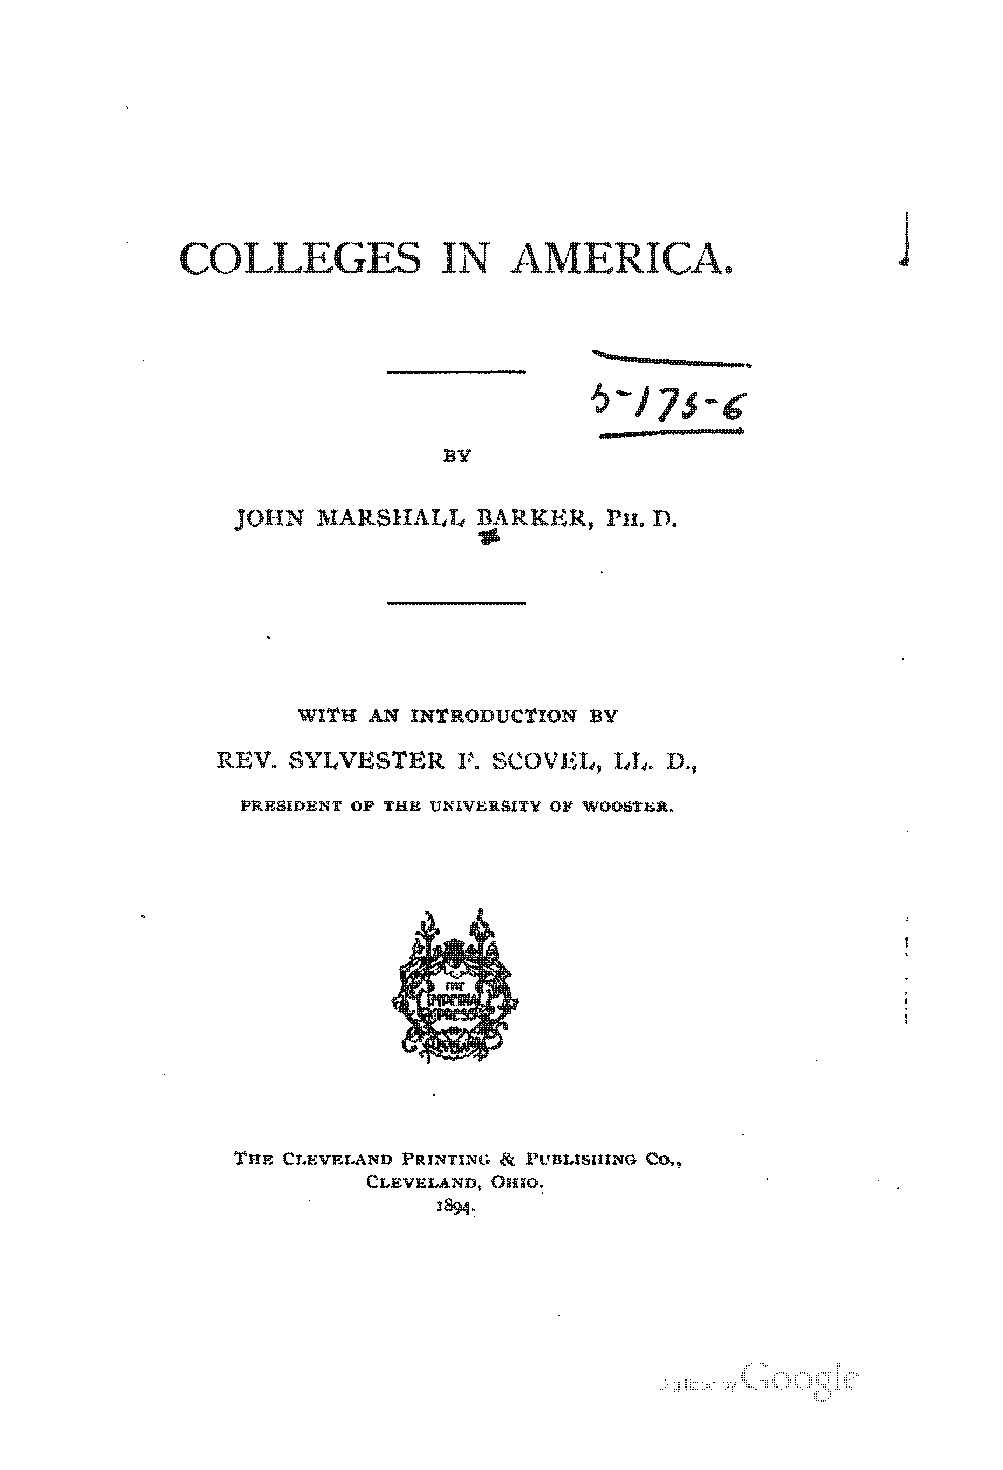 COLLEGES IN AMERICA.
5-175-6
BY
JOHN MARSHALL BARKER, PH. D.
WITH AN INTRODUCTION BY
REV. SYLVESTER F. SCOVEL, LL. D.,
PRESIDENT OF THE UNIVERSITY OF WOOSTER.
THE
IMPERIAL
PRESS
CLEVELAND
THE CLEVELAND PRINTING & PUBLISHING CO.,
CLEVELAND, OHIO.
1894.
Digitized by Google